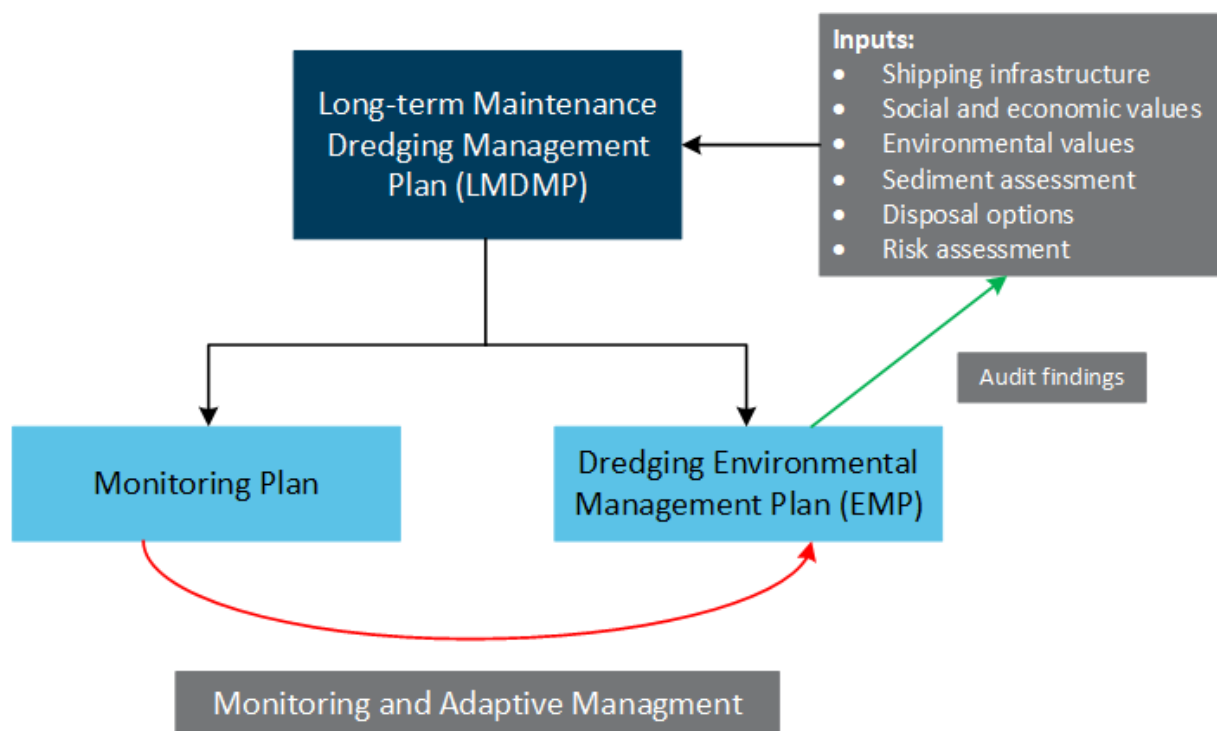 Long-term Maintenance
Dredging Management
Plan (LMDMP)
Inputs:
• Shipping infrastructure
• Social and economic values
• Environmental values
• Sediment assessment
• Disposal options
• Risk assessment
Audit findings
Monitoring Plan
Dredging Environmental
Management Plan (EMP)
Monitoring and Adaptive Managment